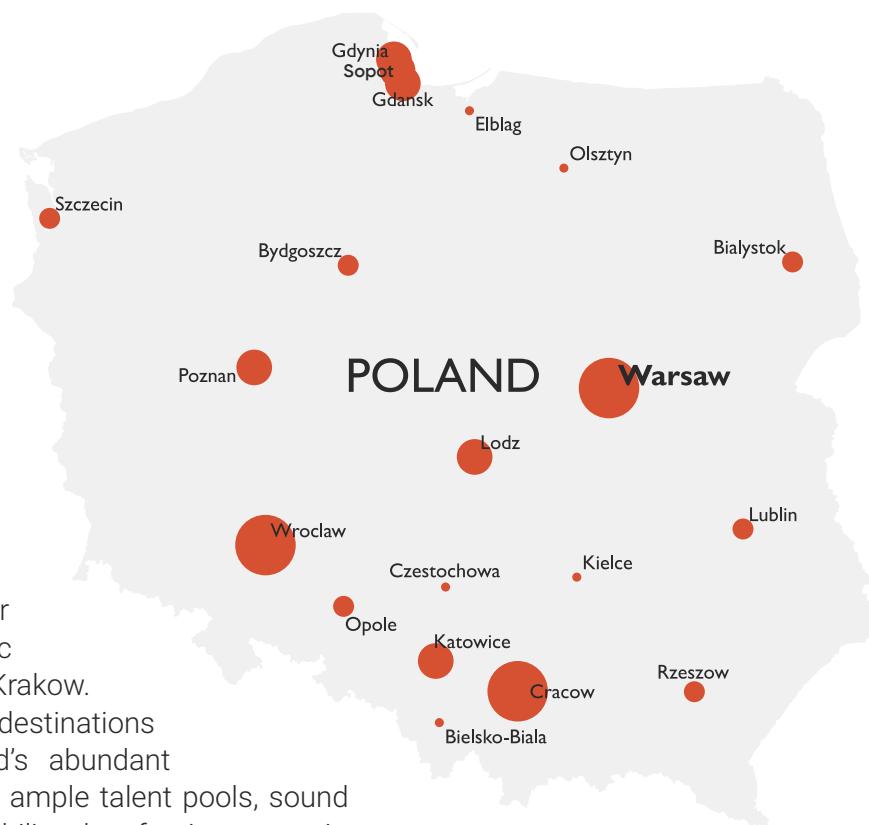 Gdynia
Sopot
Gdansk
Elblag
Olsztyn
Szczecin
Bydgoszcz
Bialystok
Poznan
POLAND
Warsaw
Lodz
Wroclaw
Lublin
Czestochowa
Kielce
Opole
Katowice
Cracow
Rzeszow
Bielsko-Biala
r
c
Krakow.
destinations
d's abundant
ample talent pools, sound